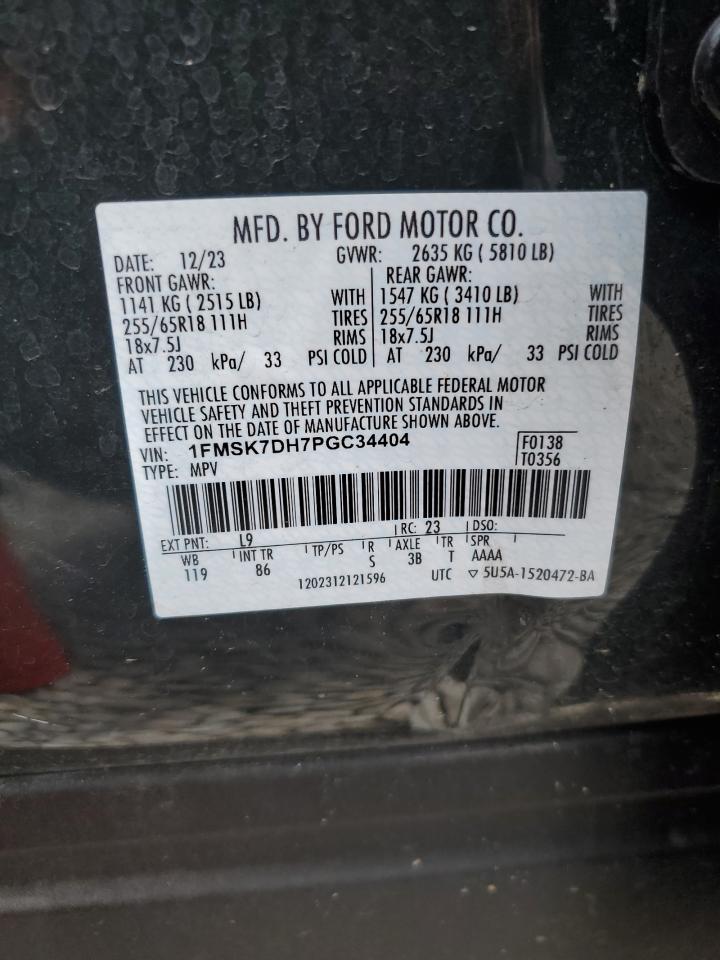 MFD. BY FORD MOTOR CO.
DATE: 12/23 GVWR: 2635 KG ( 5810 LB)
FRONT GAWR: REAR GAWR:
1141 KG ( 2515 LB) WITH 1547 KG ( 3410 LB) WITH
255/65R18 111H TIRES 255/65R18 111H TIRES
18x7.5J RIMS 18x7.5J RIMS
AT 230 kPa/ 33 PSI COLD AT 230 kPa/ 33 PSI COLD
THIS VEHICLE CONFORMS TO ALL APPLICABLE FEDERAL MOTOR
VEHICLE SAFETY AND THEFT PREVENTION STANDARDS IN
EFFECT ON THE DATE OF MANUFACTURE SHOWN ABOVE.
VIN: 1FMSK7DH7PGC34404 F0138
TYPE: MPV T0356
EXT PNT: L9 RC: 23 DSO:
WB INT TR TP/PS R AXLE TR SPR
119 86 S 3B T AAAA
1202312121596 UTC ▽ 5U5A-1520472-BA